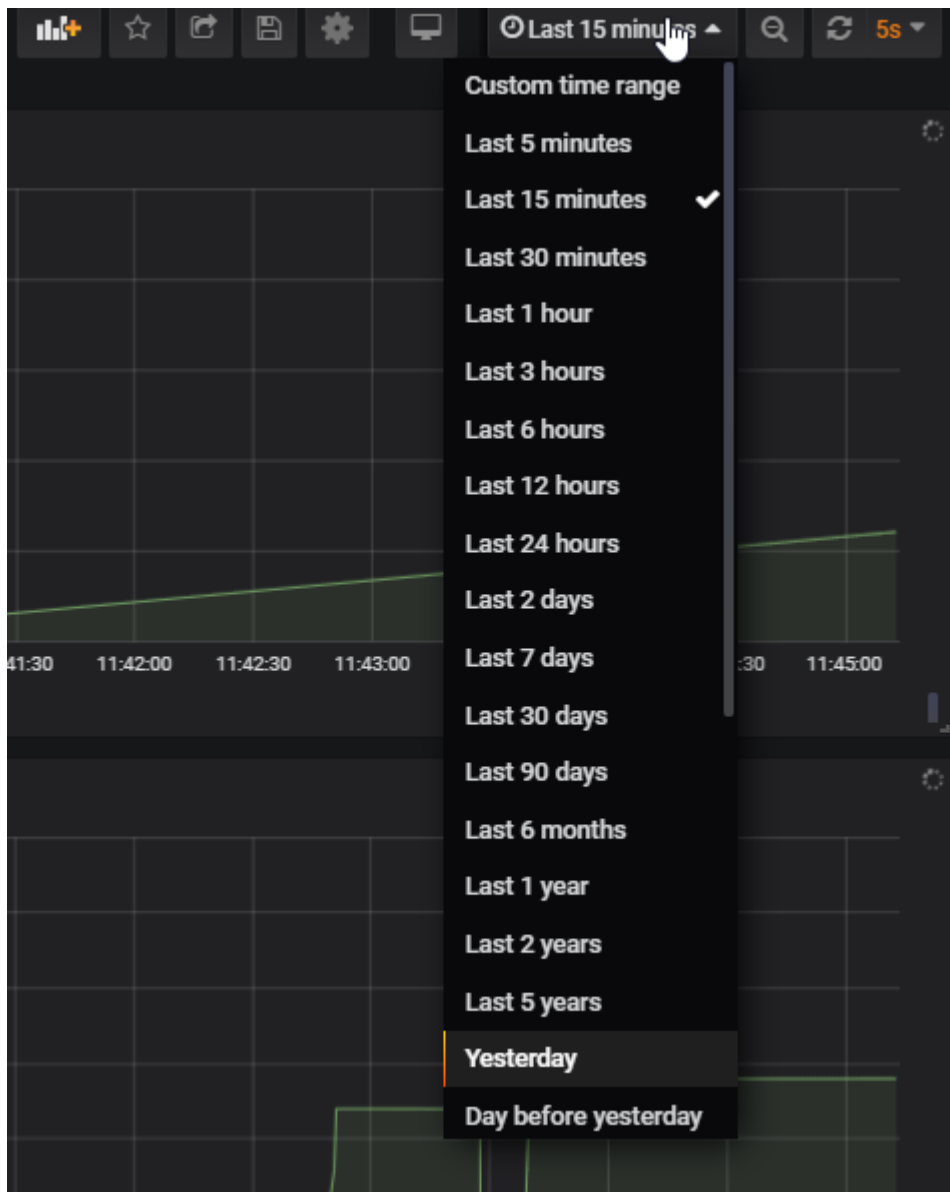 Last 15 minutes
5s
Custom time range
Last 5 minutes
Last 15 minutes
Last 30 minutes
Last 1 hour
Last 3 hours
Last 6 hours
Last 12 hours
Last 24 hours
Last 2 days
41:30 11:42:00 11:42:30 11:43:00 :30 11:45:00
Last 7 days
Last 30 days
Last 90 days
Last 6 months
Last 1 year
Last 2 years
Last 5 years
Yesterday
Day before yesterday